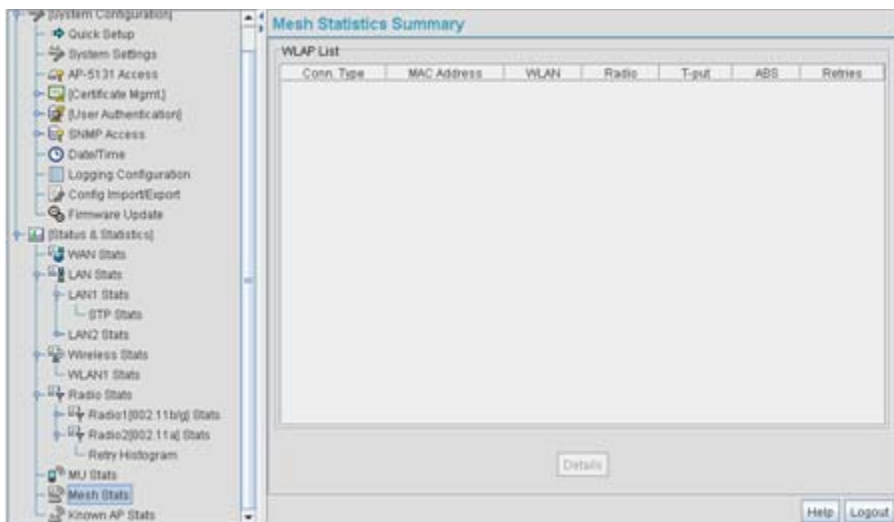 [System Configuration]
Quick Setup
System Settings
AP-5131 Access
[Certificate Mgmt.]
[User Authentication]
SNMP Access
Date/Time
Logging Configuration
Config Import/Export
Firmware Update
[Status & Statistics]
WAN Stats
LAN Stats
LAN1 Stats
STP Stats
LAN2 Stats
Wireless Stats
WLAN1 Stats
Radio Stats
Radio1[802.11b/g] Stats
Radio2[802.11a] Stats
Retry Histogram
MU Stats
Mesh Stats
Known AP Stats
Mesh Statistics Summary
WLAP List
Conn. Type MAC Address WLAN Radio T-put ABS Retries
Details
Help Logout